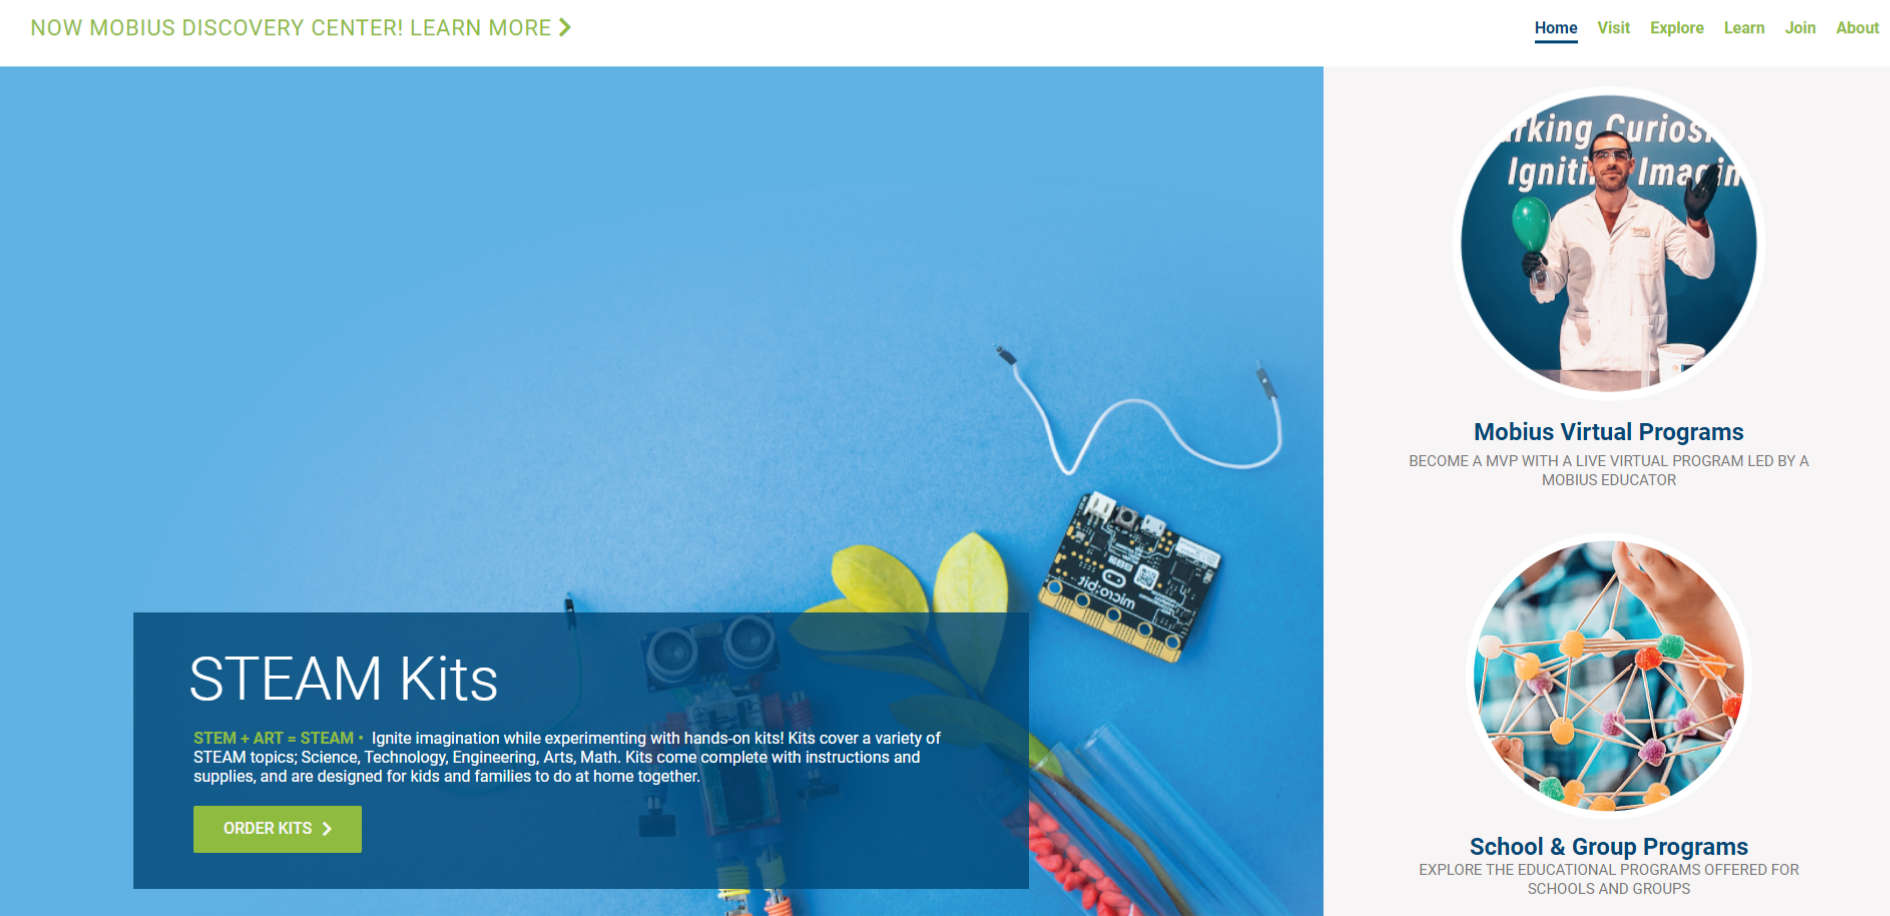 NOW MOBIUS DISCOVERY CENTER! LEARN MORE
Home Visit Explore Learn Join About
STEAM Kits
STEM + ART = STEAM • Ignite imagination while experimenting with hands-on kits! Kits cover a variety of
STEAM topics; Science, Technology, Engineering, Arts, Math. Kits come complete with instructions and
supplies, and are designed for kids and families to do at home together.
ORDER KITS
micro:bit
rking Curios
Igniti Imagin
Mobius Virtual Programs
BECOME A MVP WITH A LIVE VIRTUAL PROGRAM LED BY A
MOBIUS EDUCATOR
School & Group Programs
EXPLORE THE EDUCATIONAL PROGRAMS OFFERED FOR
SCHOOLS AND GROUPS